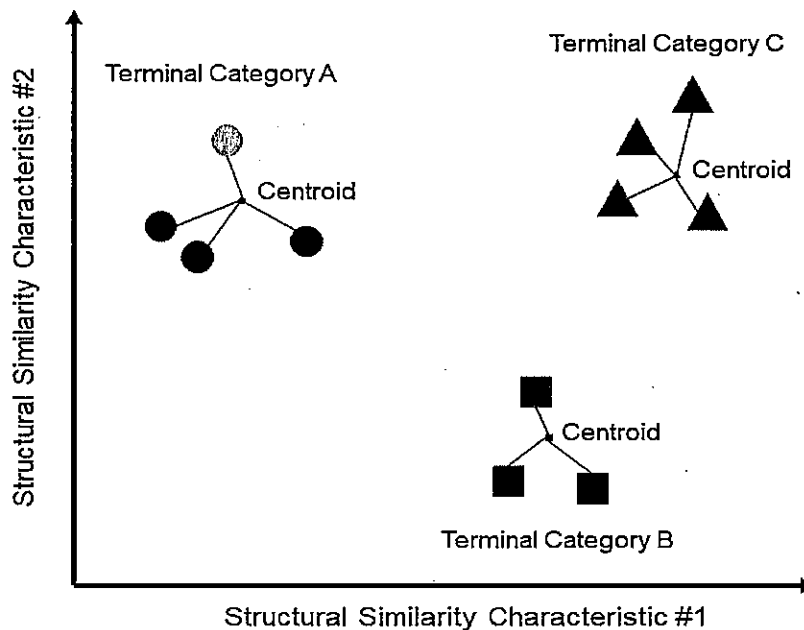 Terminal Category C
Terminal Category A
Centroid
Centroid
Centroid
Terminal Category B
Structural Similarity Characteristic #2
Structural Similarity Characteristic #1